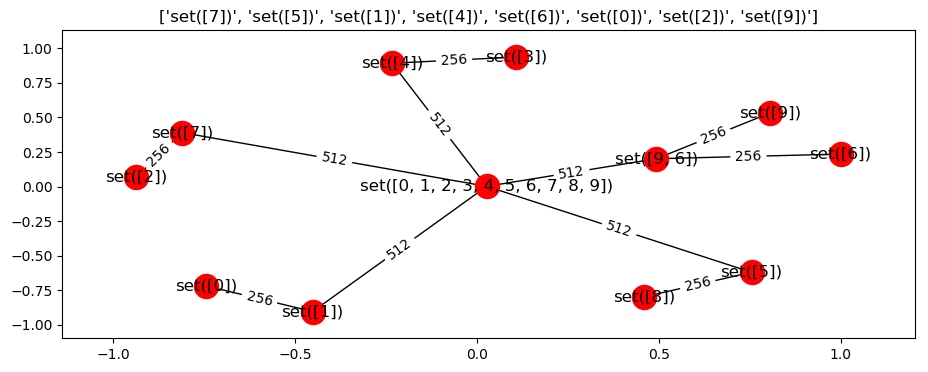 ['set([7])', 'set([5])', 'set([1])', 'set([4])', 'set([6])', 'set([0])', 'set([2])', 'set([9])']
1.00
0.75
0.50
0.25
0.00
-0.25
-0.50
-0.75
-1.00
set([4])
256
set([3])
512
set([9])
256
set([7])
256
set([2])
512
set([9, 6])
256
set([6])
512
set([0, 1, 2, 3, 4, 5, 6, 7, 8, 9])
512
512
set([5])
256
set([8])
set([0])
256
set([1])
-1.0
-0.5
0.0
0.5
1.0